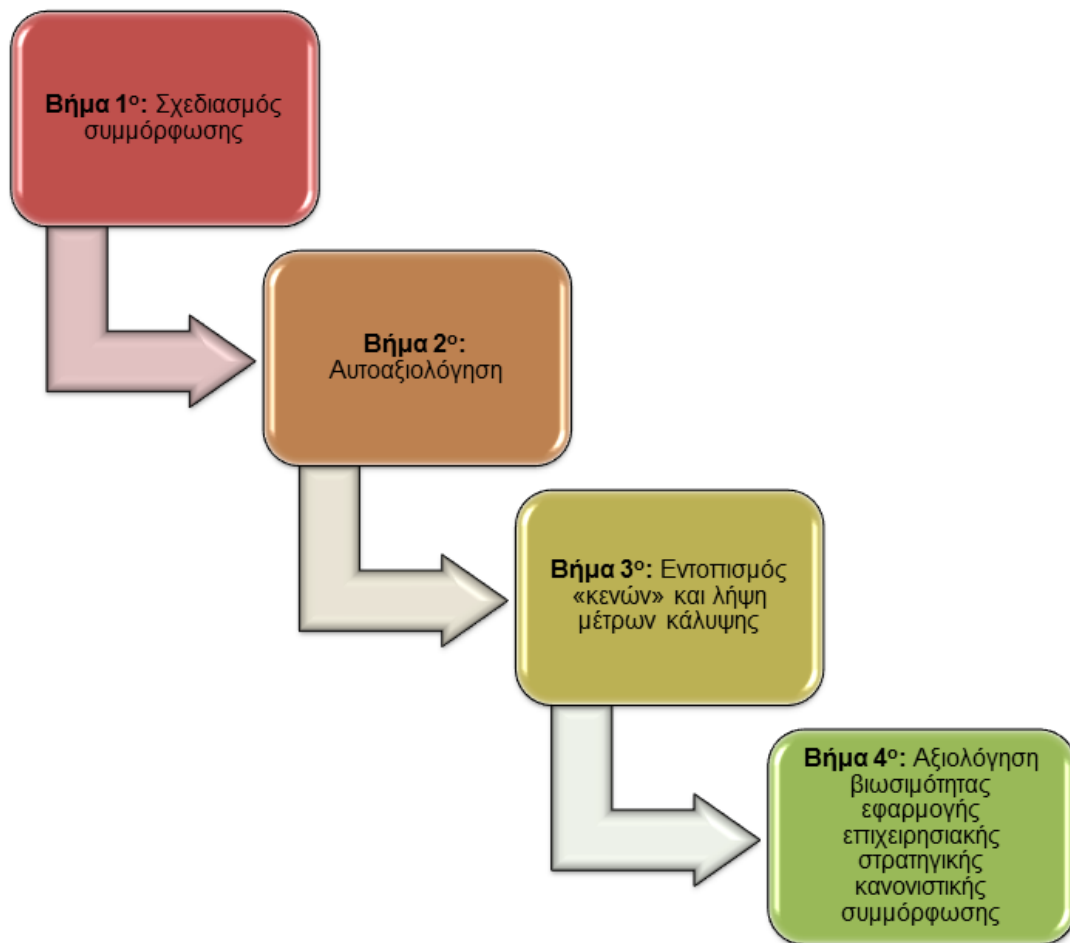 Βήμα 1ο: Σχεδιασμός
συμμόρφωσης
Βήμα 2ο:
Αυτοαξιολόγηση
Βήμα 3ο: Εντοπισμός
«κενών» και λήψη
μέτρων κάλυψης
Βήμα 4ο: Αξιολόγηση
βιωσιμότητας
εφαρμογής
επιχειρησιακής
στρατηγικής
κανονιστικής
συμμόρφωσης